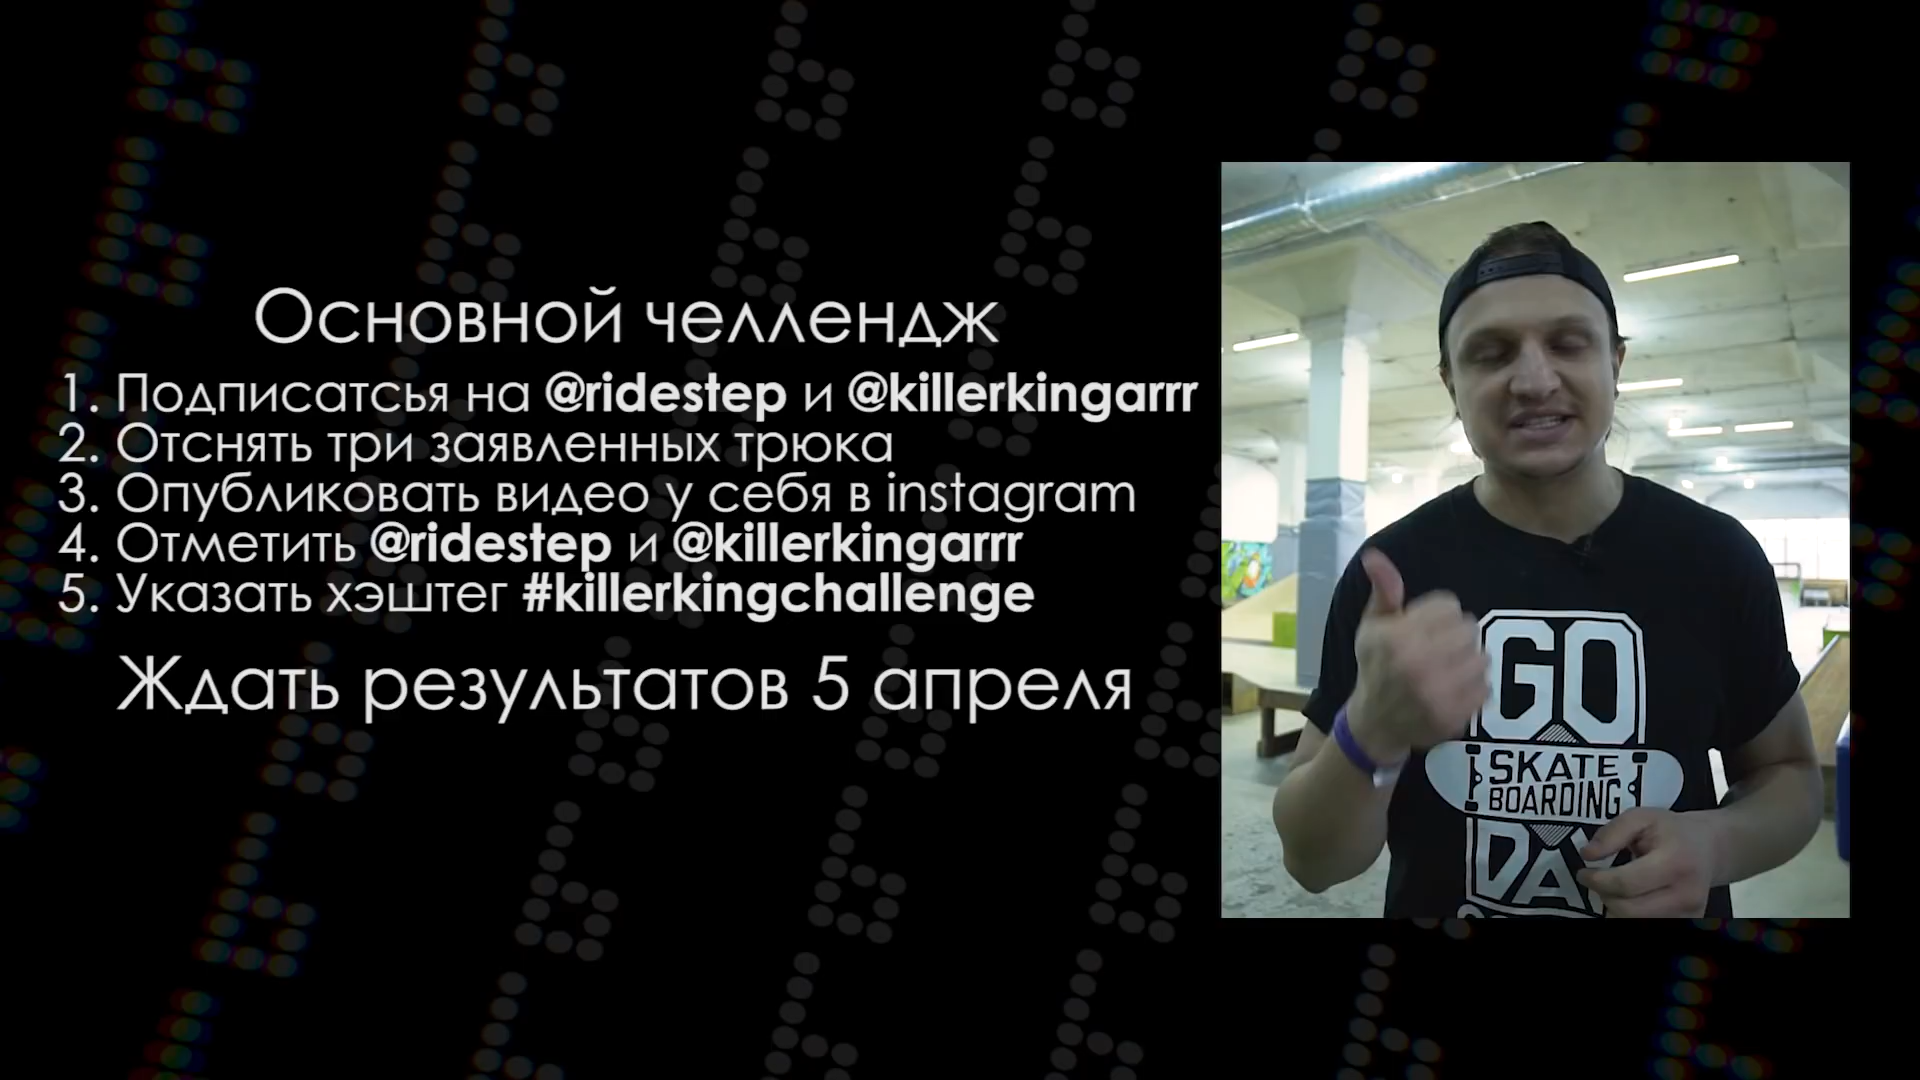 Основной челлендж
1. Подписатсья на @ridestep и @killerkingarrr
2. Отснять три заявленных трюка
3. Опубликовать видео у себя в instagram
4. Отметить @ridestep и @killerkingarrr
5. Указать хэштег #killerkingchallenge
Ждать результатов 5 апреля
GO
SKATE
BOARDING
DAY